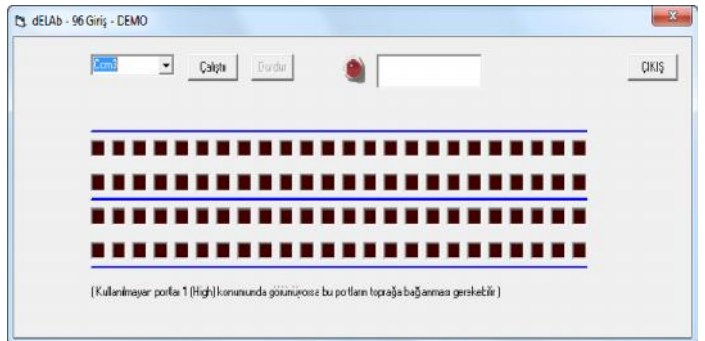 dELAb - 96 Giriş - DEMO
Com3 Çalıştır Durdur ÇIKIŞ
( Kullanılmayan portlar 1 (High) konumunda görünüyorsa bu portların toprağa bağlanması gerekebilir )